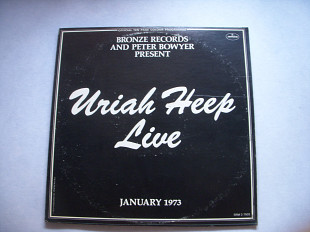 BRONZE RECORDS
AND PETER BOWYER
PRESENT
Uriah Heep
Live
JANUARY 1973